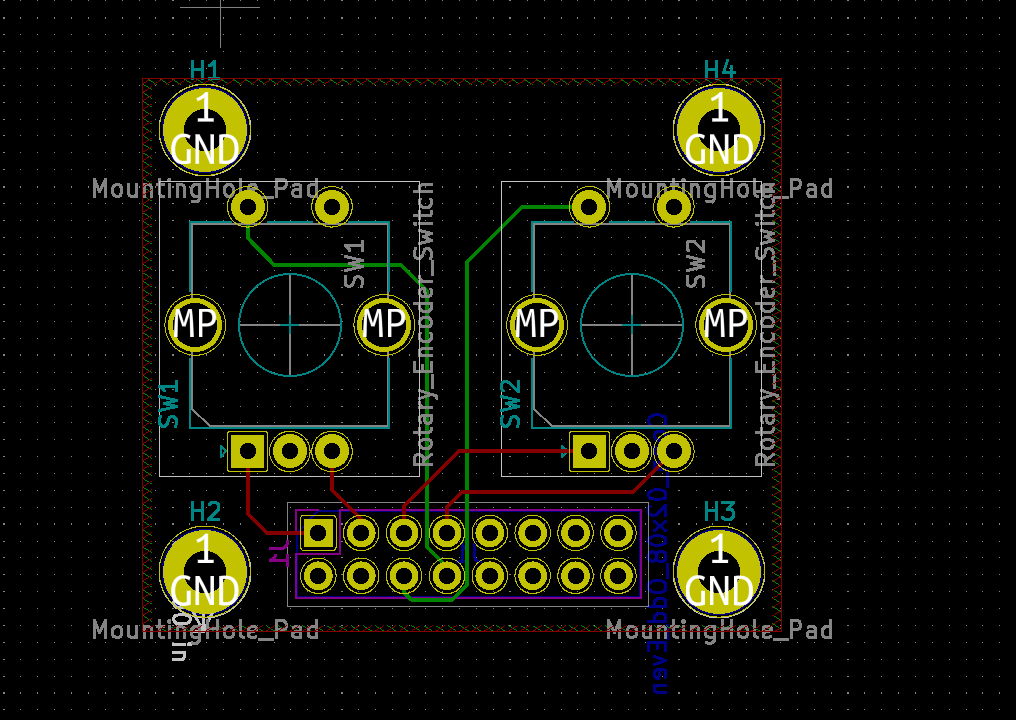 H1
H4
1
GND
1
GND
MountingHole_Pad
MountingHole_Pad
SW1
SW2
Rotary_Encoder_Switch
Rotary_Encoder_Switch
MP
MP
MP
MP
SW1
SW2
H2
H3
J1
1
GND
1
GND
MountingHole_Pad
MountingHole_Pad